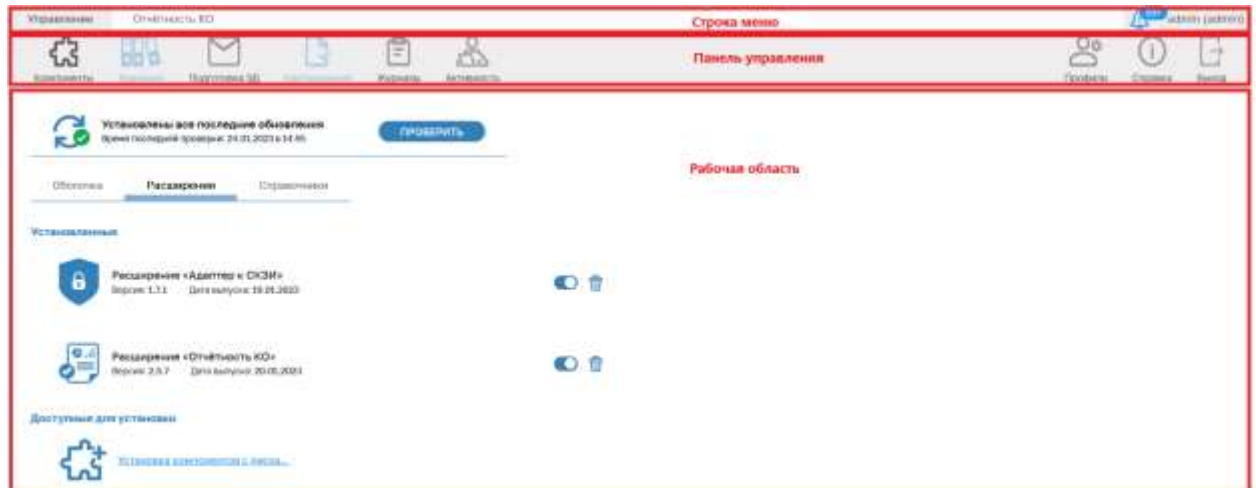 Управление Отчётность КО Строка меню admin (admin)
Панель управления
Компоненты Подготовка ЭД Журналы Активность Профиль Справка Выход
Установлены все последние обновления
Время последней проверки: 24.01.2023 в 14:45
ПРОВЕРИТЬ
Рабочая область
Оболочка Расширения Справочники
Установленные
Расширение «Адаптер к СКЗИ»
Версия: 1.7.1 Дата выпуска: 19.01.2023
Расширение «Отчётность КО»
Версия: 2.5.7 Дата выпуска: 20.01.2023
Доступные для установки
Установка компонентов с диска...